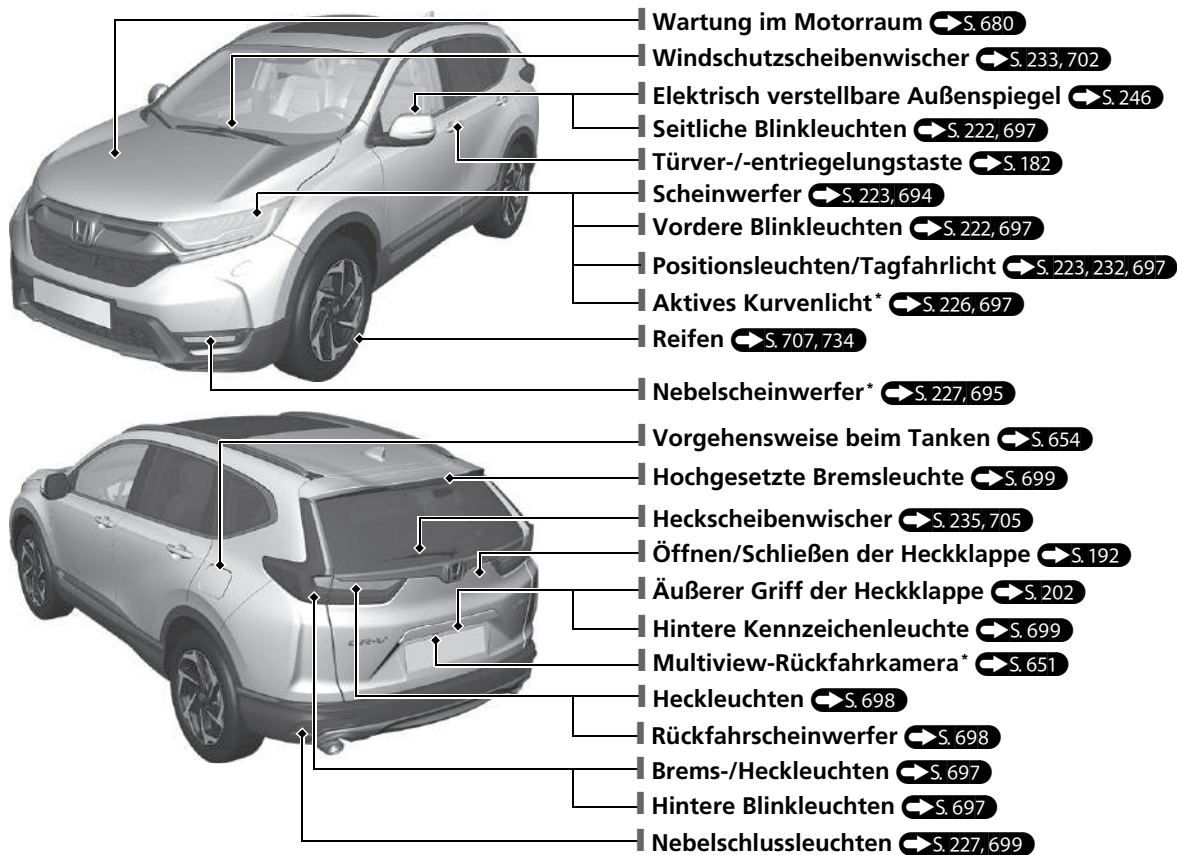 Wartung im Motorraum S. 680
Windschutzscheibenwischer S. 233, 702
Elektrisch verstellbare Außenspiegel S. 246
Seitliche Blinkleuchten S. 222, 697
Türver-/-entriegelungstaste S. 182
Scheinwerfer S. 223, 694
Vordere Blinkleuchten S. 222, 697
Positionsleuchten/Tagfahrlicht S. 223, 232, 697
Aktives Kurvenlicht* S. 226, 697
Reifen S. 707, 734
Nebelscheinwerfer* S. 227, 695
Vorgehensweise beim Tanken S. 654
Hochgesetzte Bremsleuchte S. 699
Heckscheibenwischer S. 235, 705
Öffnen/Schließen der Heckklappe S. 192
Äußerer Griff der Heckklappe S. 202
Hintere Kennzeichenleuchte S. 699
CR-V
Multiview-Rückfahrkamera* S. 651
Heckleuchten S. 698
Rückfahrscheinwerfer S. 698
Brems-/Heckleuchten S. 697
Hintere Blinkleuchten S. 697
Nebelschlussleuchten S. 227, 699